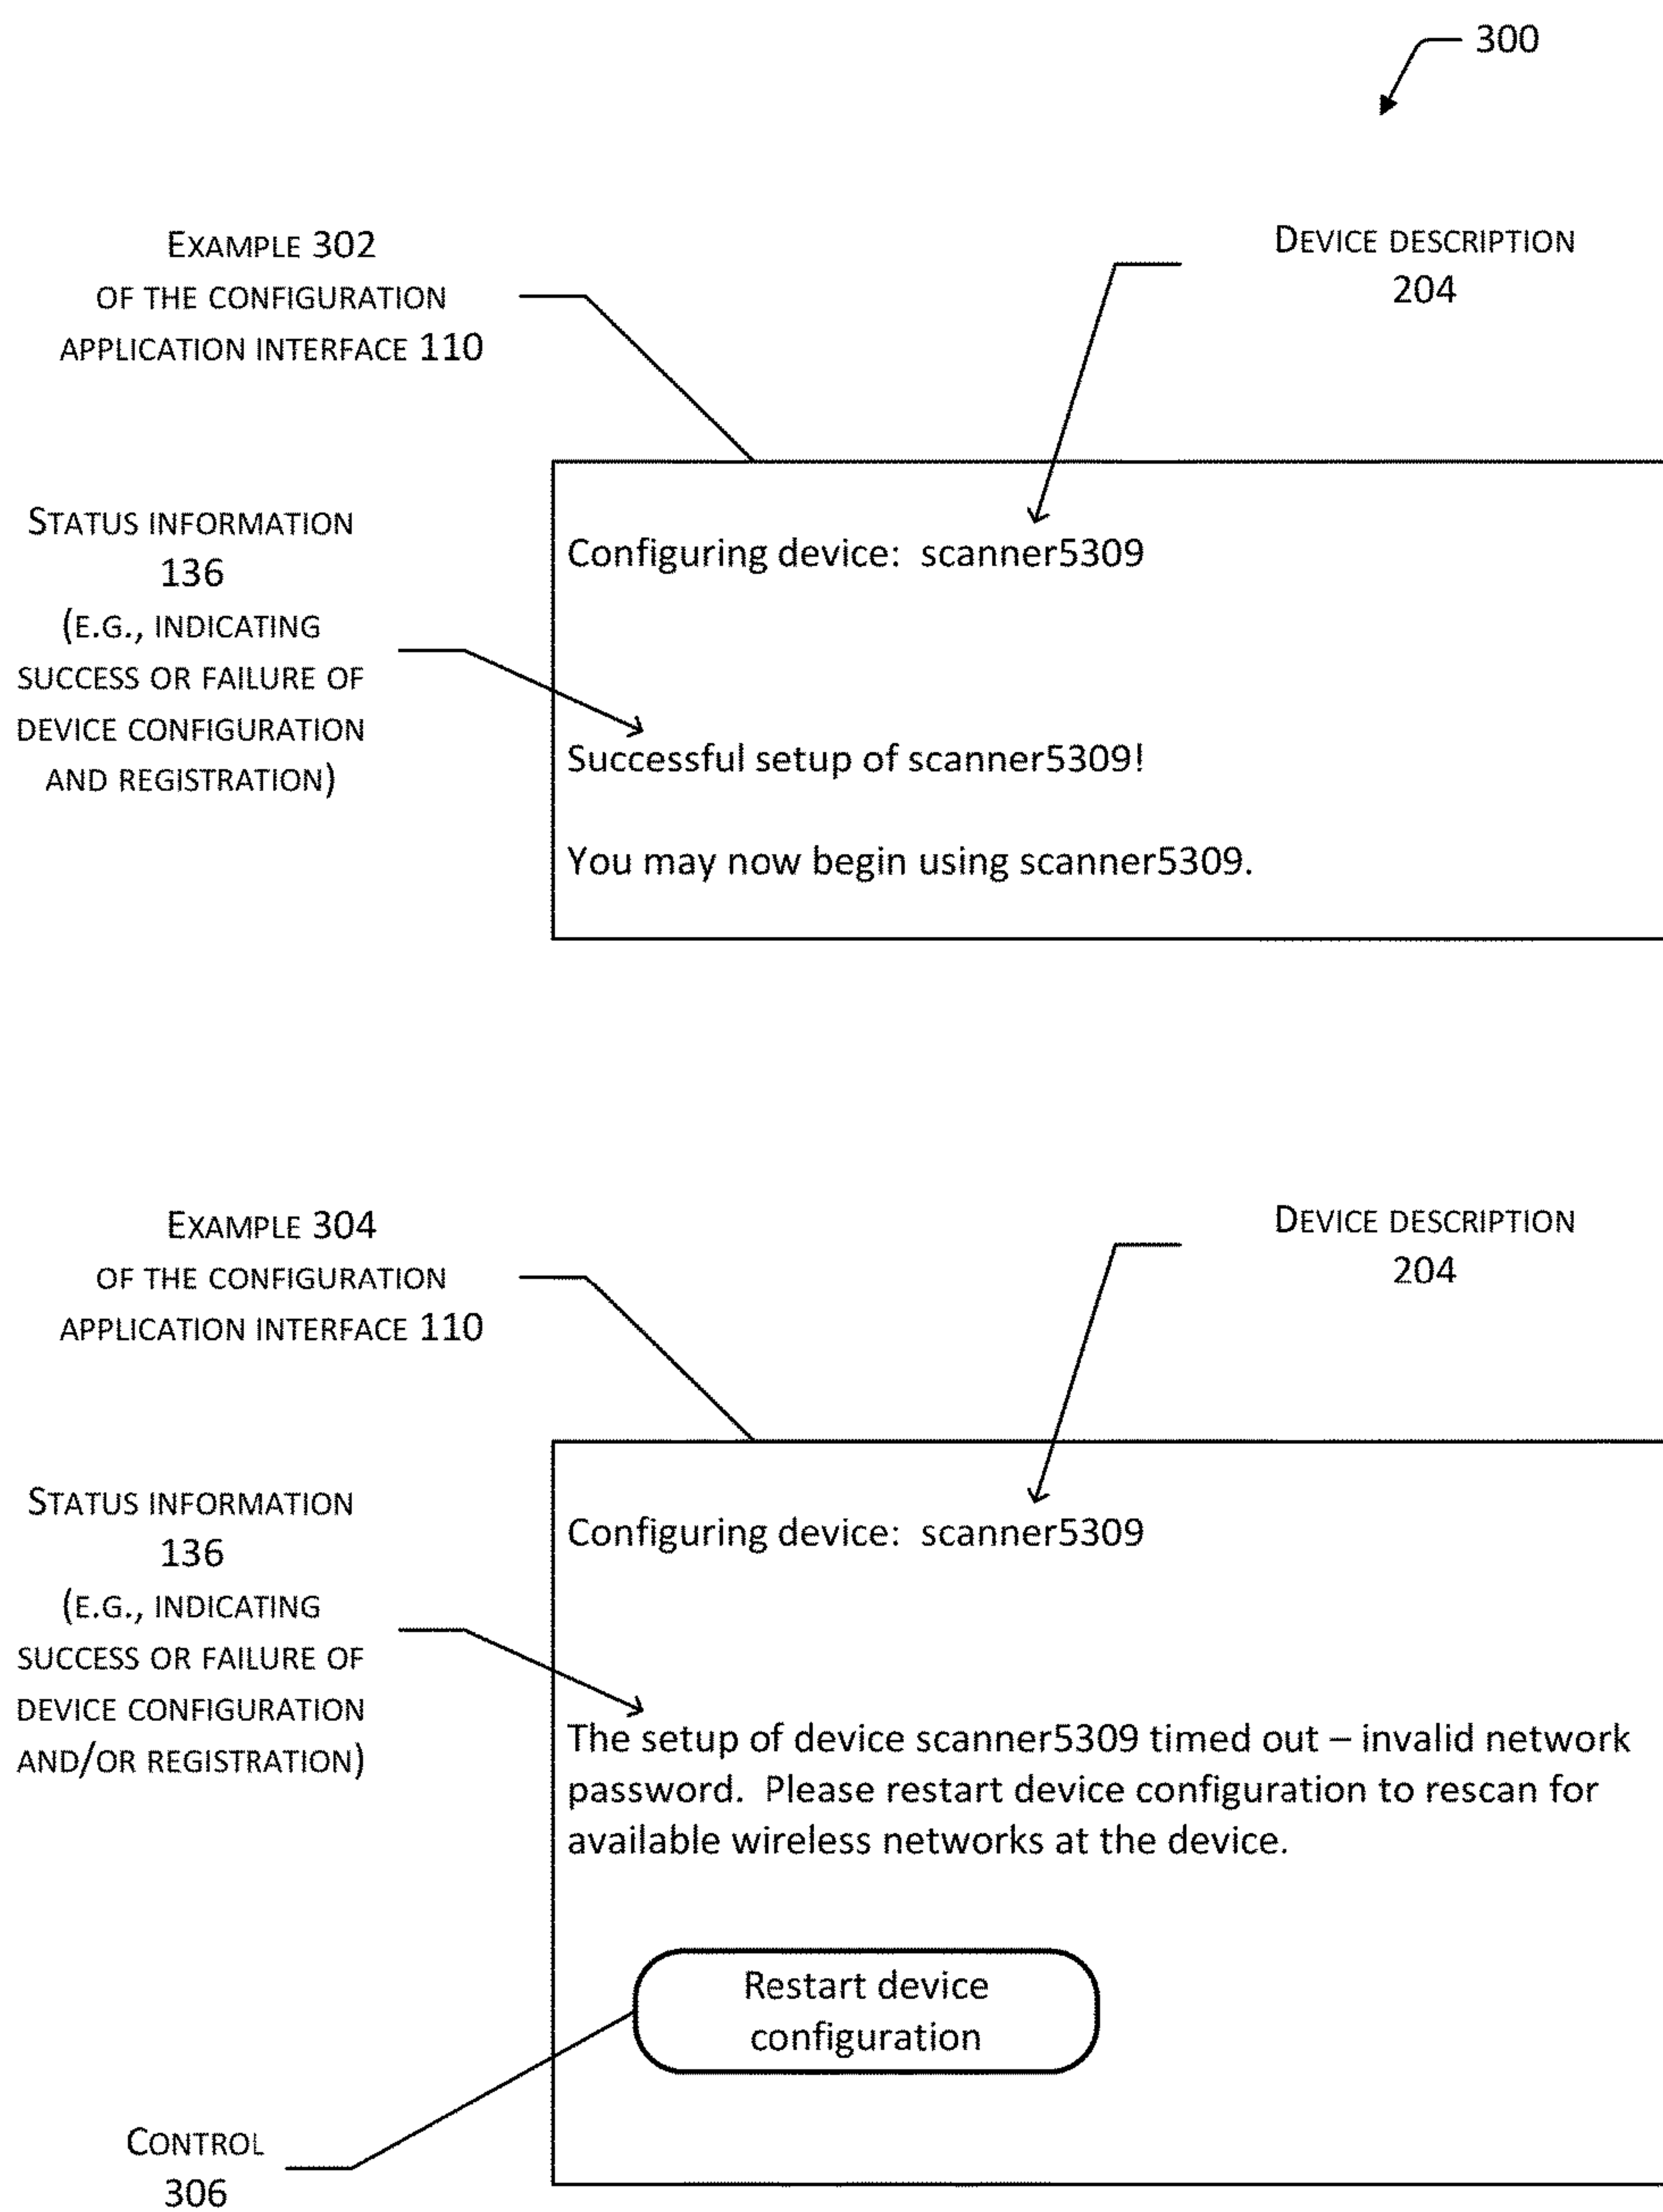 300
EXAMPLE 302
OF THE CONFIGURATION
APPLICATION INTERFACE 110
DEVICE DESCRIPTION
204
STATUS INFORMATION
136
(E.G., INDICATING
SUCCESS OR FAILURE OF
DEVICE CONFIGURATION
AND REGISTRATION)
Configuring device: scanner5309
Successful setup of scanner5309!
You may now begin using scanner5309.
EXAMPLE 304
OF THE CONFIGURATION
APPLICATION INTERFACE 110
DEVICE DESCRIPTION
204
STATUS INFORMATION
136
(E.G., INDICATING
SUCCESS OR FAILURE OF
DEVICE CONFIGURATION
AND/OR REGISTRATION)
Configuring device: scanner5309
The setup of device scanner5309 timed out – invalid network
password. Please restart device configuration to rescan for
available wireless networks at the device.
Restart device
configuration
CONTROL
306